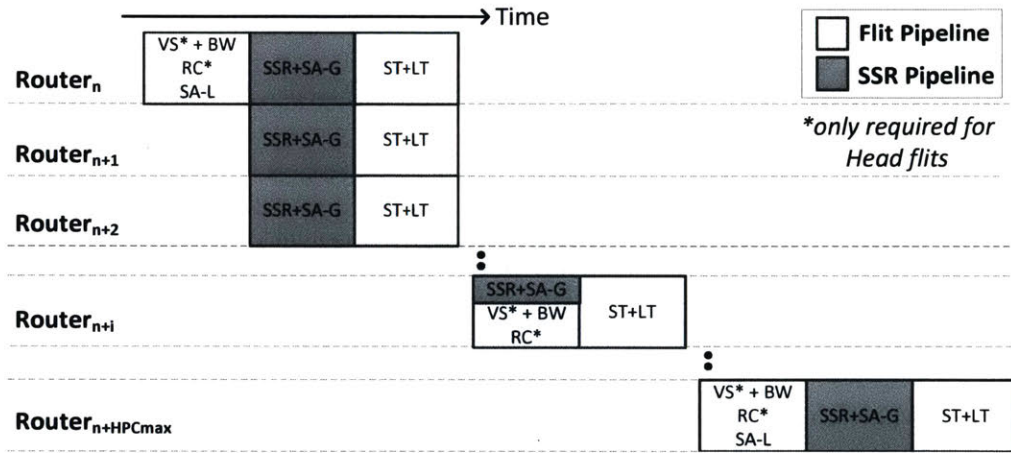 Time
Flit Pipeline
SSR Pipeline
*only required for
Head flits
Router n
VS* + BW
RC*
SA-L
SSR+SA-G
ST+LT
Router n+1
SSR+SA-G
ST+LT
Router n+2
SSR+SA-G
ST+LT
Router n+i
SSR+SA-G
VS* + BW
RC*
ST+LT
Router n+HPCmax
VS* + BW
RC*
SA-L
SSR+SA-G
ST+LT